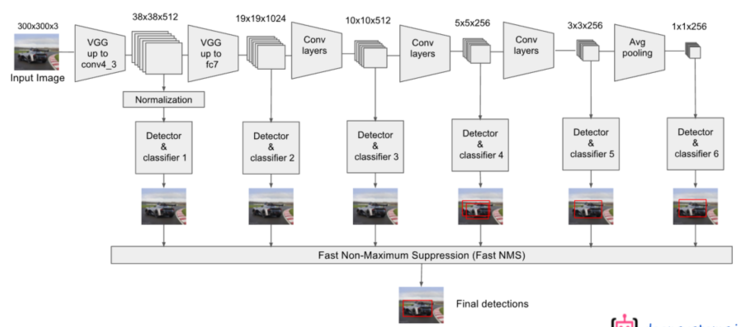 300x300x3
38x38x512
19x19x1024
10x10x512
5x5x256
3x3x256
1x1x256
Input Image
VGG
up to
conv4_3
VGG
up to
fc7
Conv
layers
Conv
layers
Conv
layers
Avg
pooling
Normalization
Detector
&
classifier 1
Detector
&
classifier 2
Detector
&
classifier 3
Detector
&
classifier 4
Detector
&
classifier 5
Detector
&
classifier 6
Fast Non-Maximum Suppression (Fast NMS)
Final detections